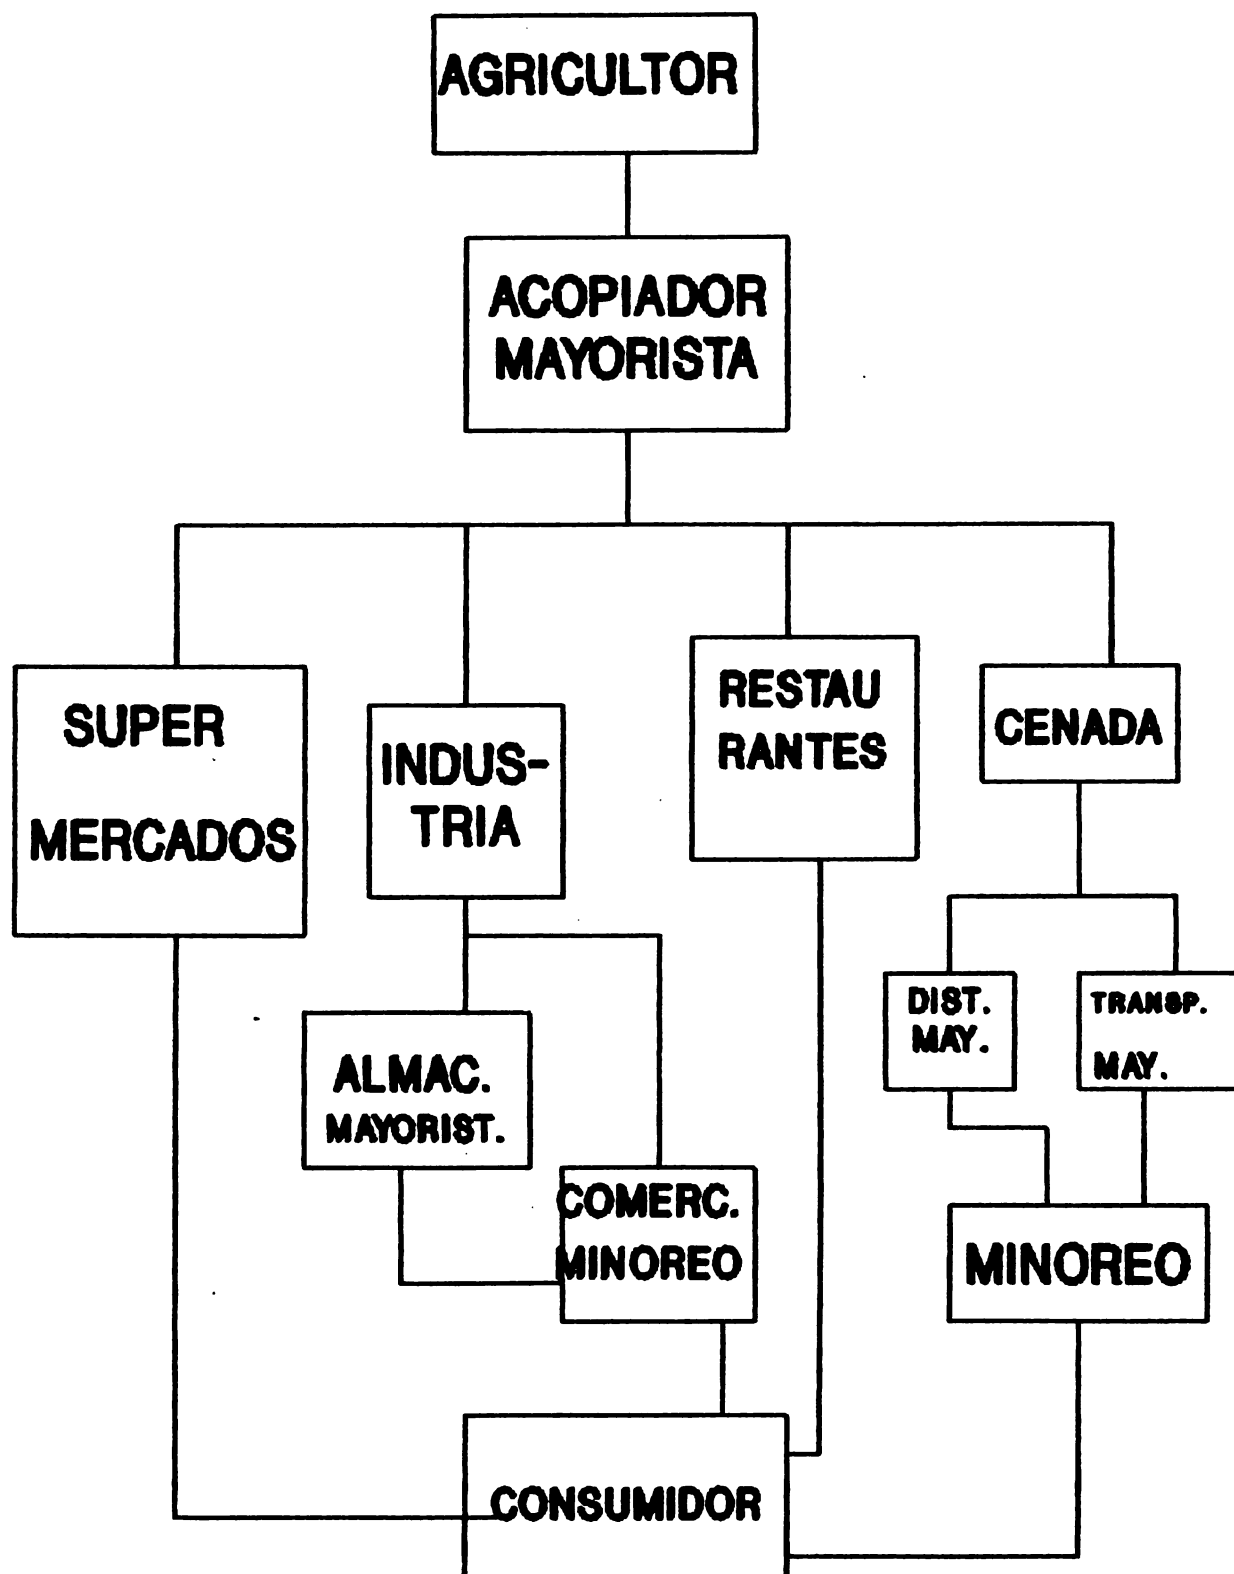 AGRICULTOR
ACOPIADOR
MAYORISTA
SUPER
MERCADOS
INDUS-
TRIA
RESTAU
RANTES
CENADA
ALMAC.
MAYORIST.
COMERC.
MINOREO
DIST.
MAY.
TRANSP.
MAY.
MINOREO
CONSUMIDOR